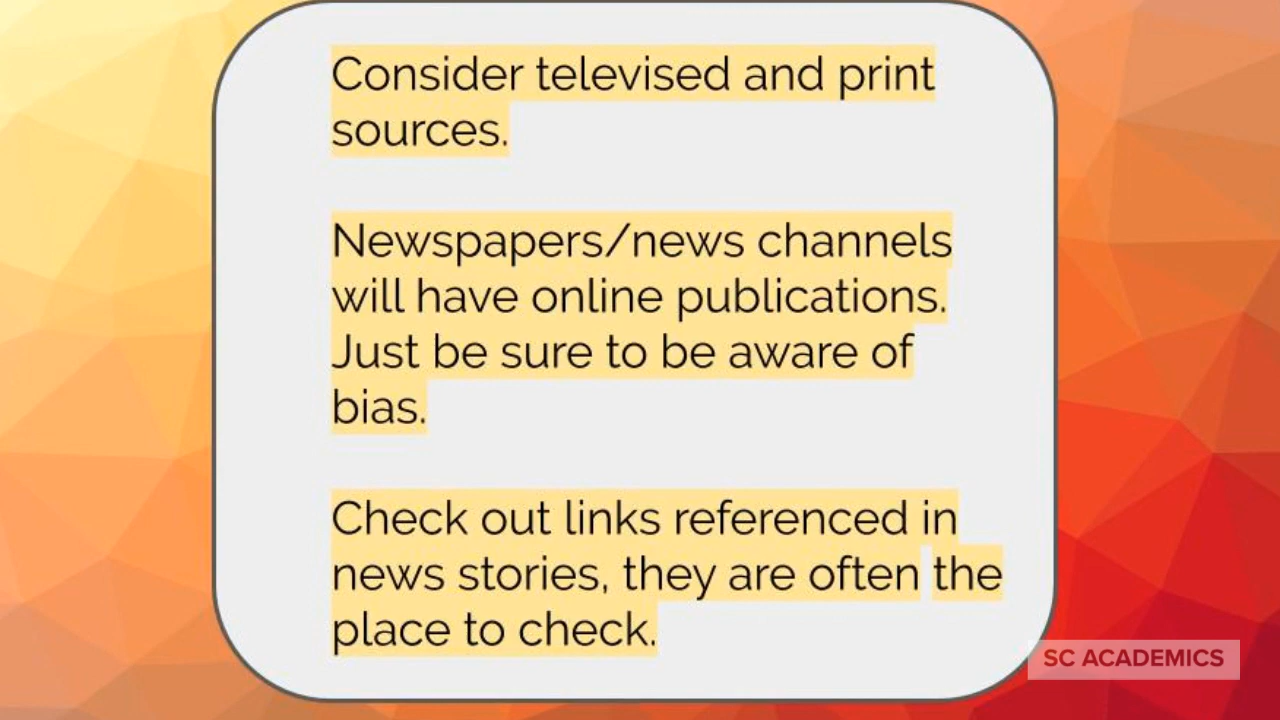 Consider televised and print
sources.
Newspapers/news channels
will have online publications.
Just be sure to be aware of
bias.
Check out links referenced in
news stories, they are often the
place to check.
SC ACADEMICS